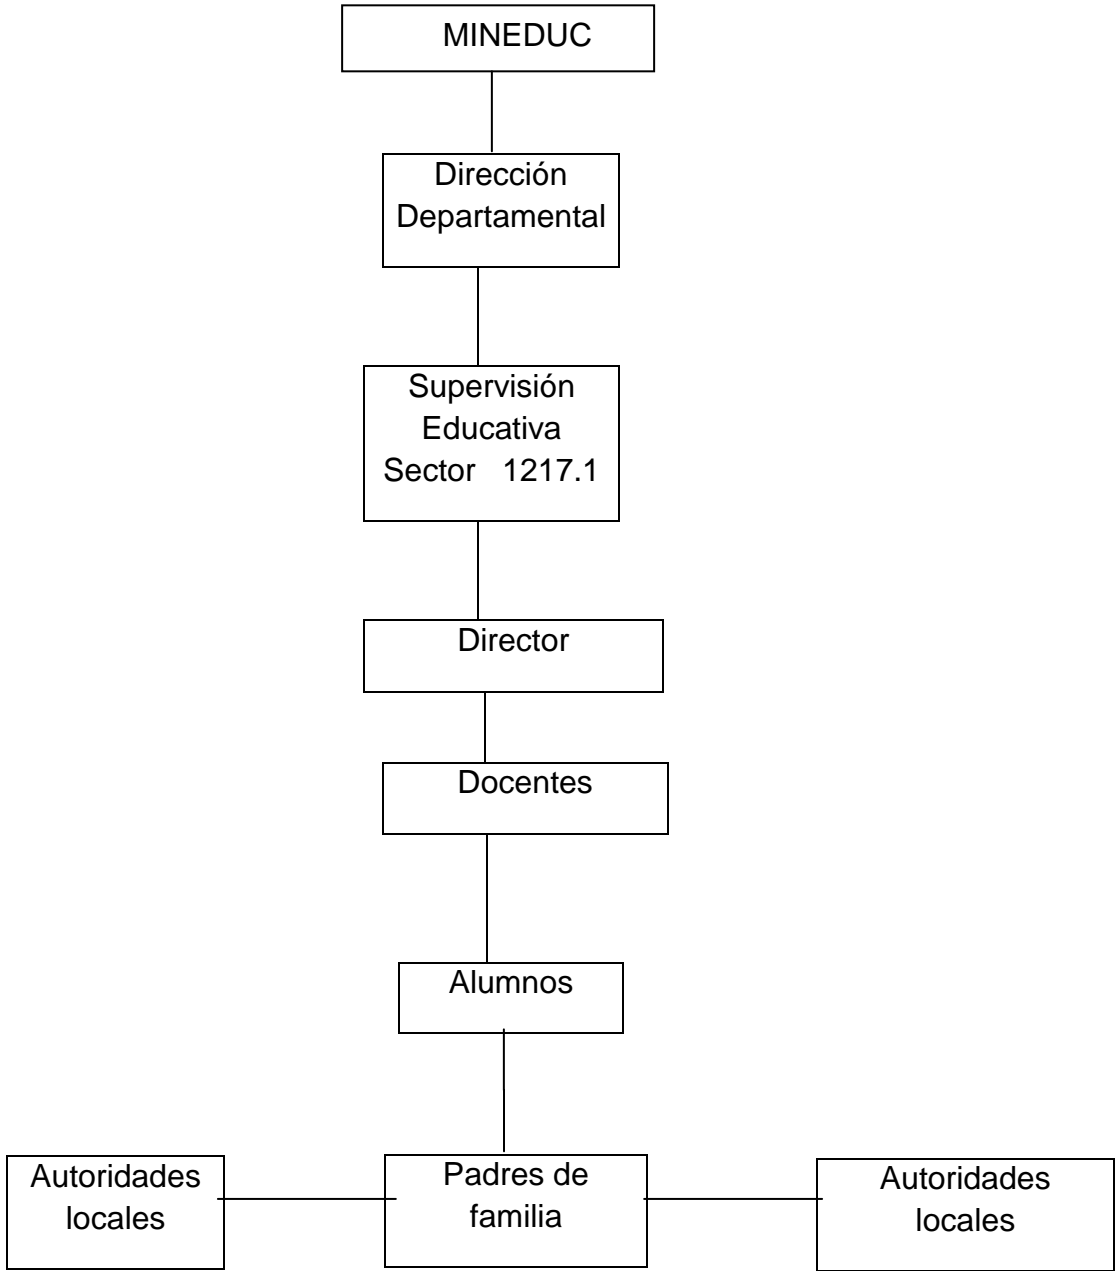 MINEDUC
Dirección
Departamental
Supervisión
Educativa
Sector 1217.1
Director
Docentes
Alumnos
Autoridades
locales
Padres de
familia
Autoridades
locales